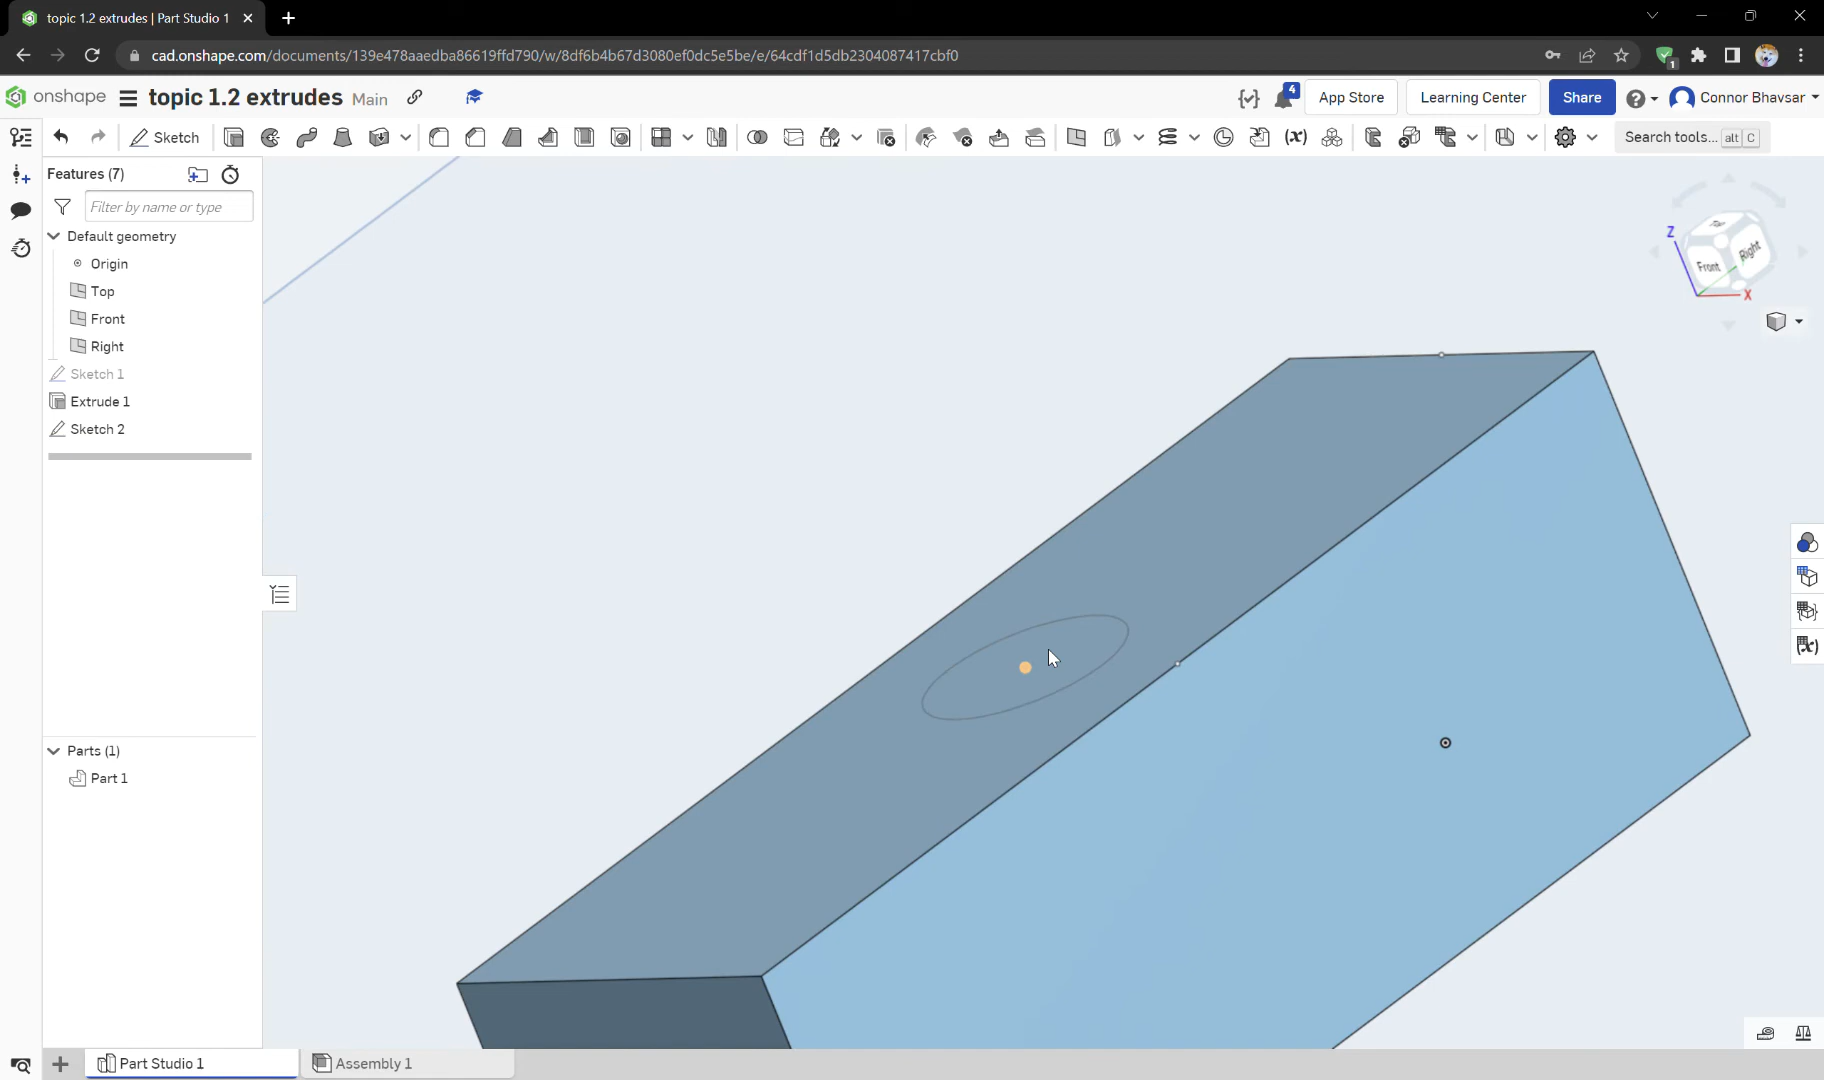 topic 1.2 extrudes | Part Studio 1
cad.onshape.com/documents/139e478aaedba86619ffd790/w/8df6b4b67d3080ef0dc5e5be/e/64cdf1d5db2304087417cbf0
1
onshape
topic 1.2 extrudes Main
4
App Store
Learning Center
Share
Connor Bhavsar
Sketch
Search tools... alt C
Features (7)
Filter by name or type
Default geometry
Origin
Top
Front
Right
Sketch 1
Extrude 1
Sketch 2
Parts (1)
Part 1
Z
Front
Right
X
Part Studio 1
Assembly 1